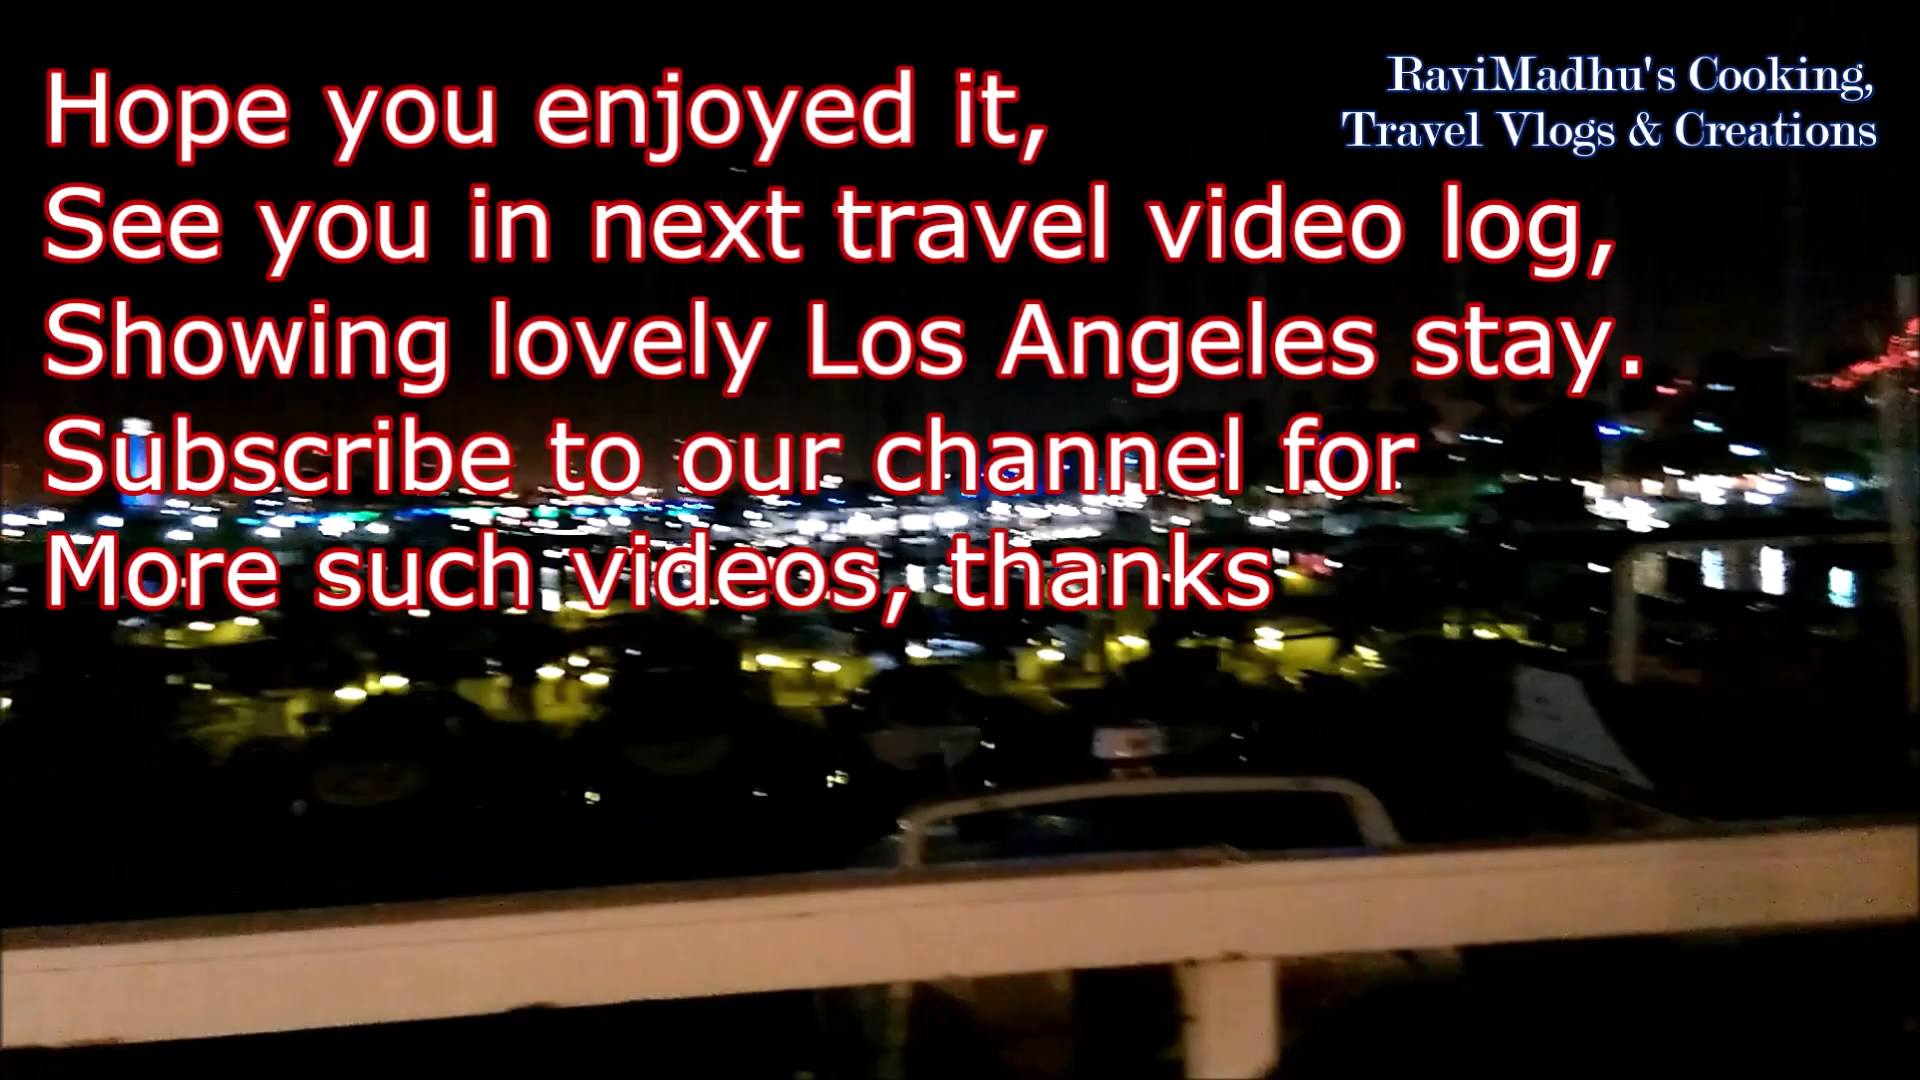 Hope you enjoyed it,
See you in next travel video log,
Showing lovely Los Angeles stay.
Subscribe to our channel for
More such videos, thanks
RaviMadhu's Cooking,
Travel Vlogs & Creations